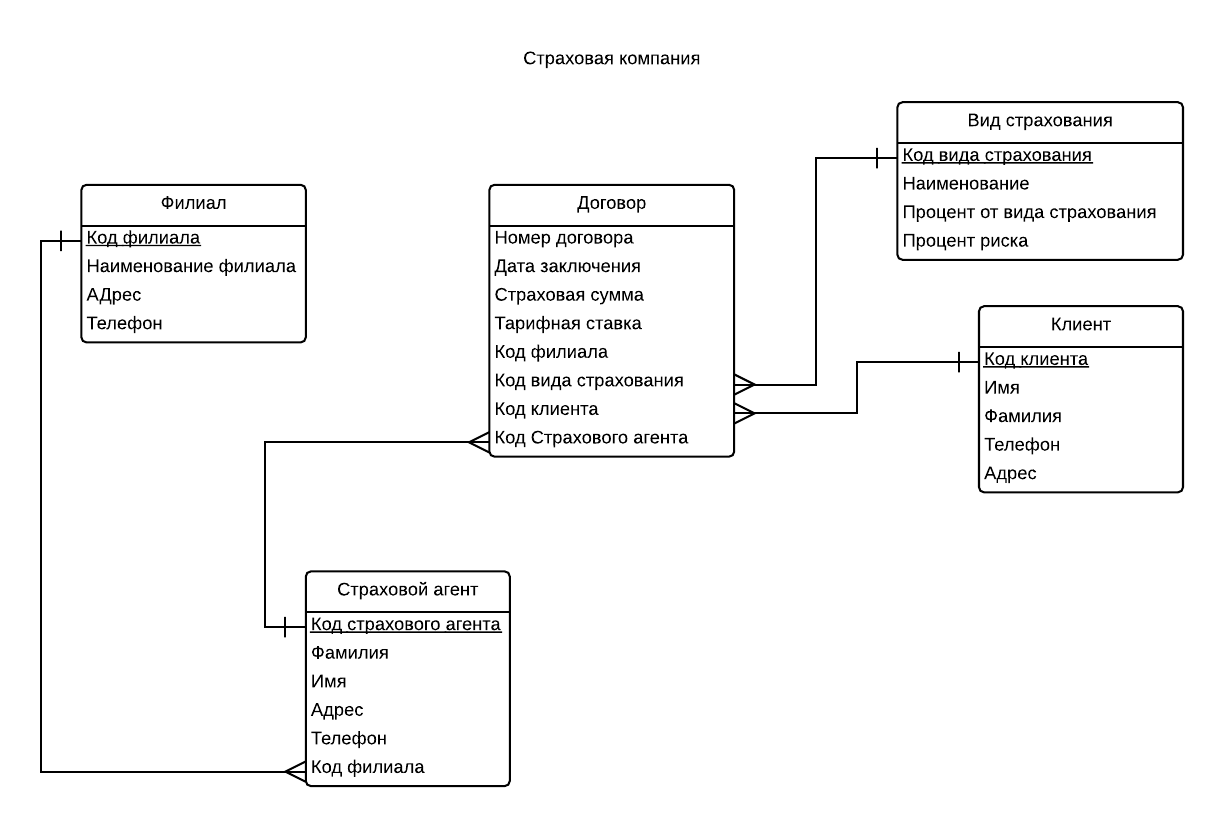 Страховая компания
Филиал
Код филиала
Наименование филиала
АДрес
Телефон
Договор
Номер договора
Дата заключения
Страховая сумма
Тарифная ставка
Код филиала
Код вида страхования
Код клиента
Код Страхового агента
Вид страхования
Код вида страхования
Наименование
Процент от вида страхования
Процент риска
Клиент
Код клиента
Имя
Фамилия
Телефон
Адрес
Страховой агент
Код страхового агента
Фамилия
Имя
Адрес
Телефон
Код филиала